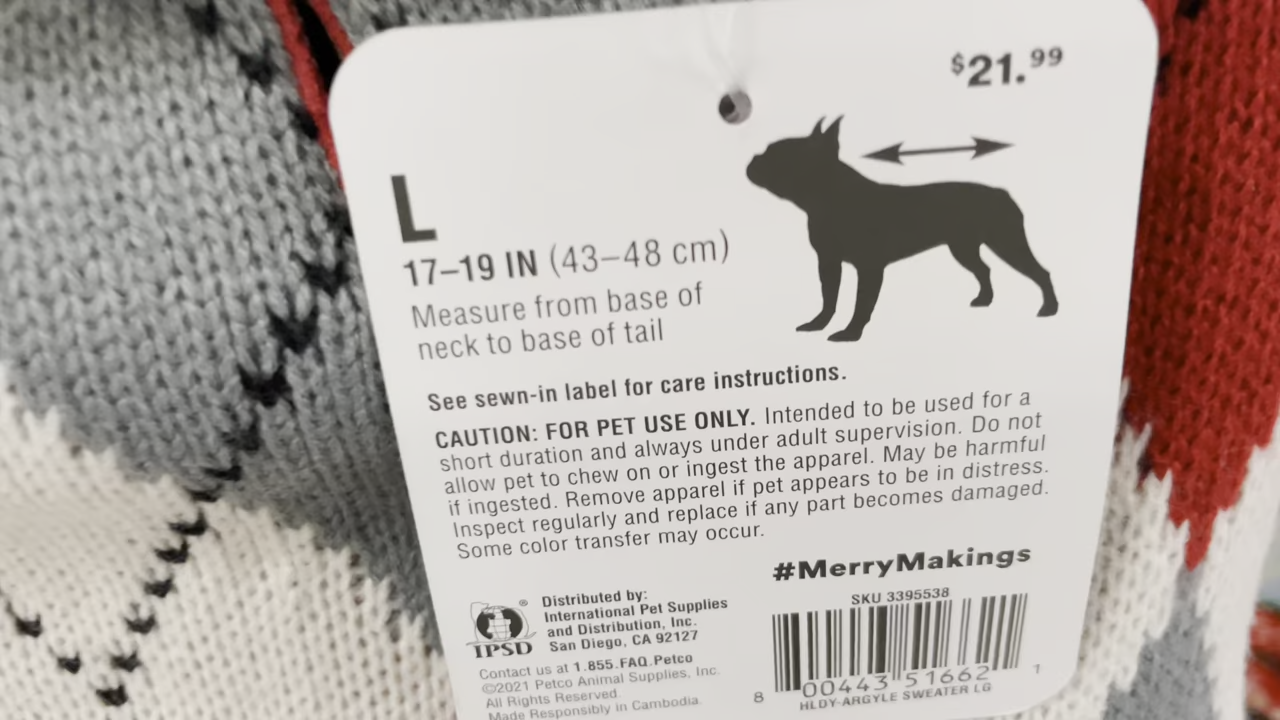 $21.99
L
17–19 IN (43–48 cm)
Measure from base of
neck to base of tail
See sewn-in label for care instructions.
CAUTION: FOR PET USE ONLY. Intended to be used for a
short duration and always under adult supervision. Do not
allow pet to chew on or ingest the apparel. May be harmful
if ingested. Remove apparel if pet appears to be in distress.
Inspect regularly and replace if any part becomes damaged.
Some color transfer may occur.
#MerryMakings
IPSD
®
Distributed by:
International Pet Supplies
and Distribution, Inc.
San Diego, CA 92127
Contact us at 1.855.FAQ.Petco
©2021 Petco Animal Supplies, Inc.
All Rights Reserved.
Made Responsibly in Cambodia.
SKU 3395538
8 00443 51662 1
HLDY-ARGYLE SWEATER LG